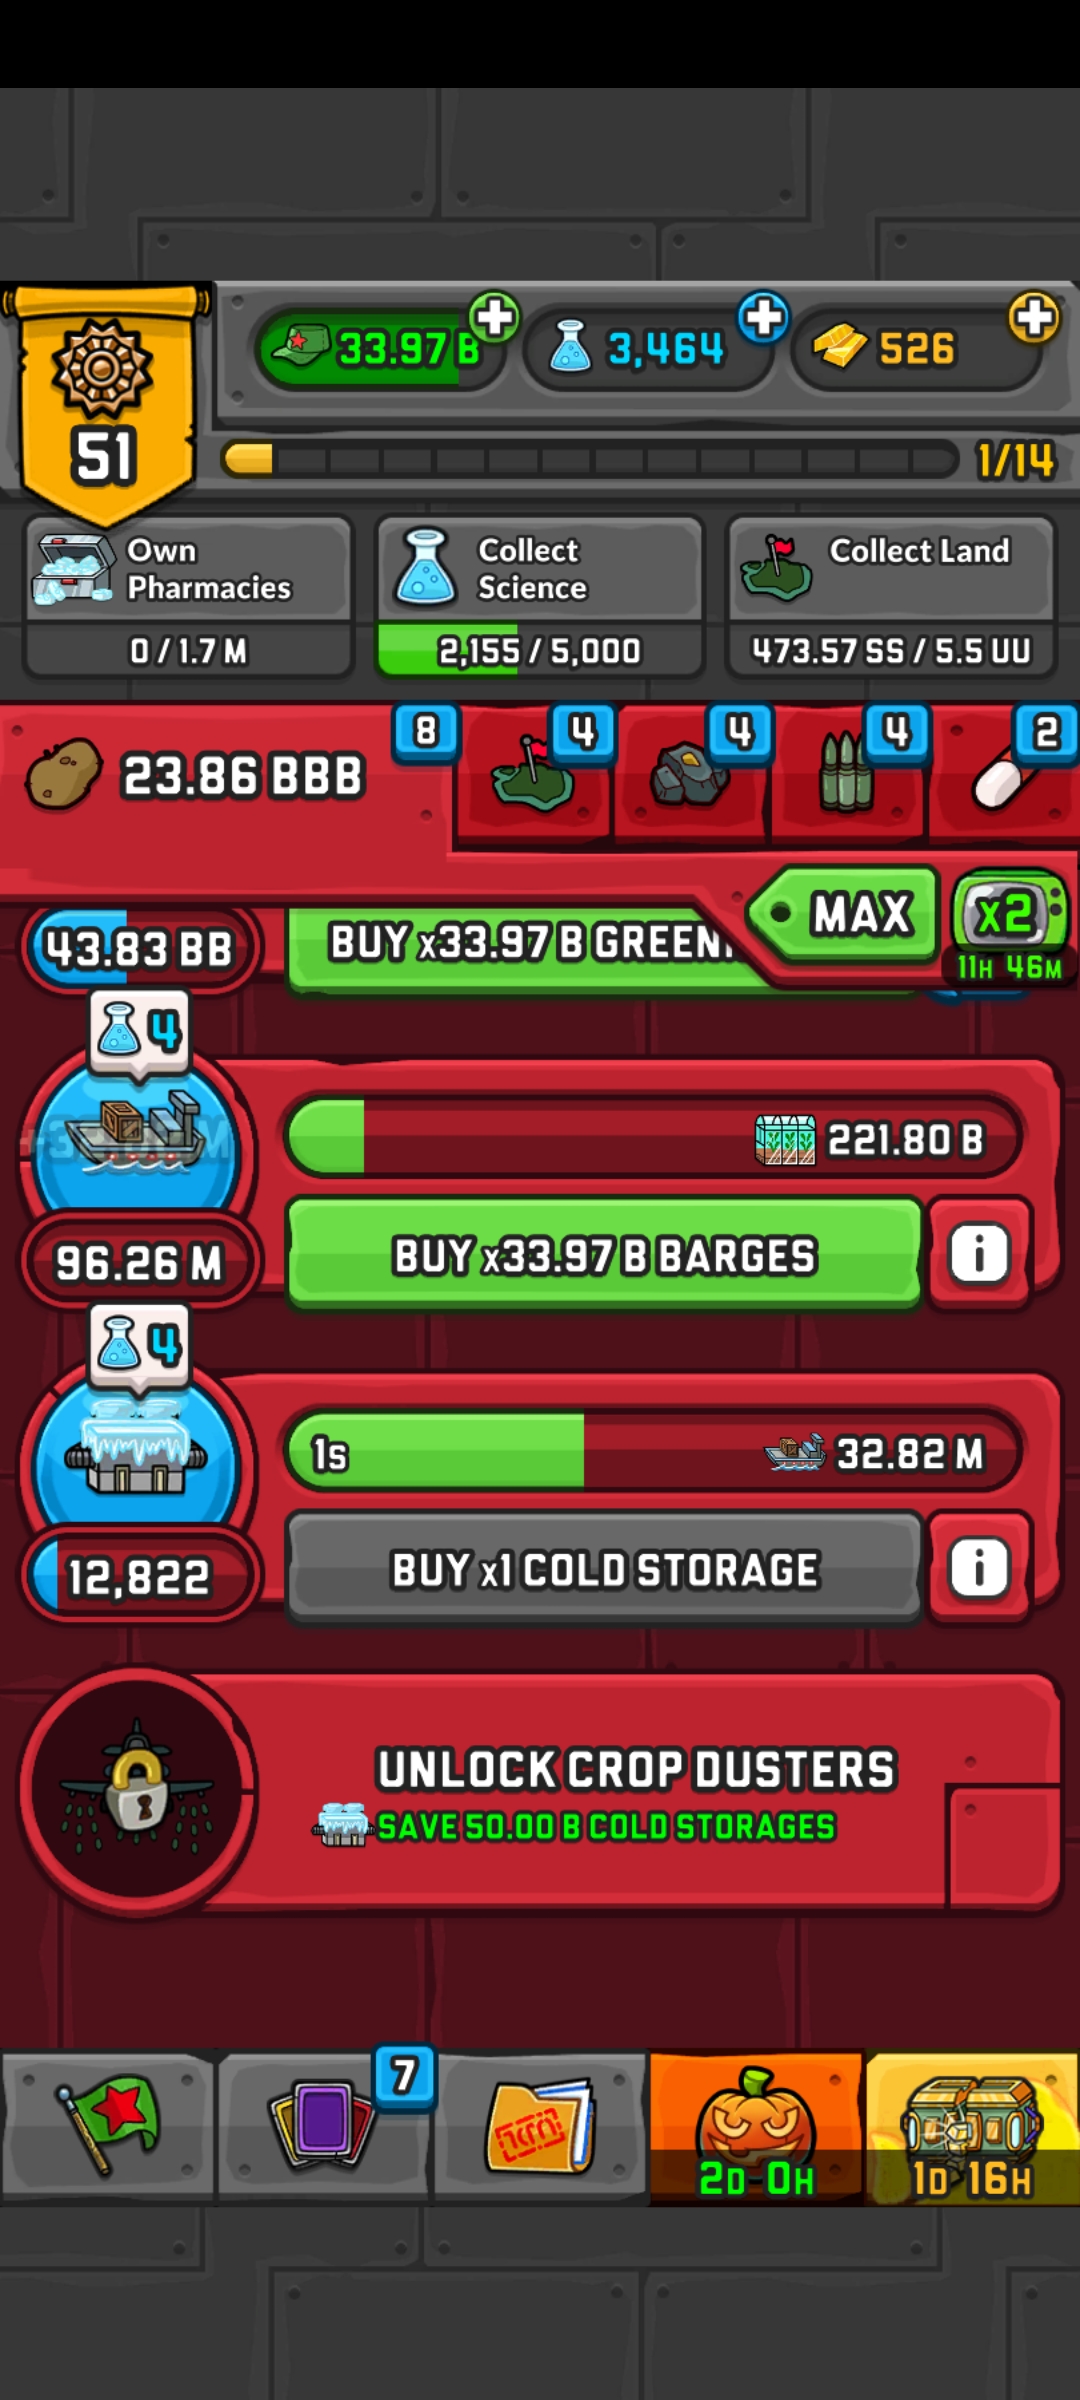 33.97 B
3,464
526
51
1/14
Own
Pharmacies
0 / 1.7 M
Collect
Science
2,155 / 5,000
Collect Land
473.57 SS / 5.5 UU
23.86 BBB
8
4
4
4
2
MAX
x2
11H 46M
43.83 BB
BUY x33.97 B GREEN
4
221.80 B
96.26 M
BUY x33.97 B BARGES
i
4
1s
32.82 M
12,822
BUY x1 COLD STORAGE
i
UNLOCK CROP DUSTERS
SAVE 50.00 B COLD STORAGES
7
2D 0H
1D 16H